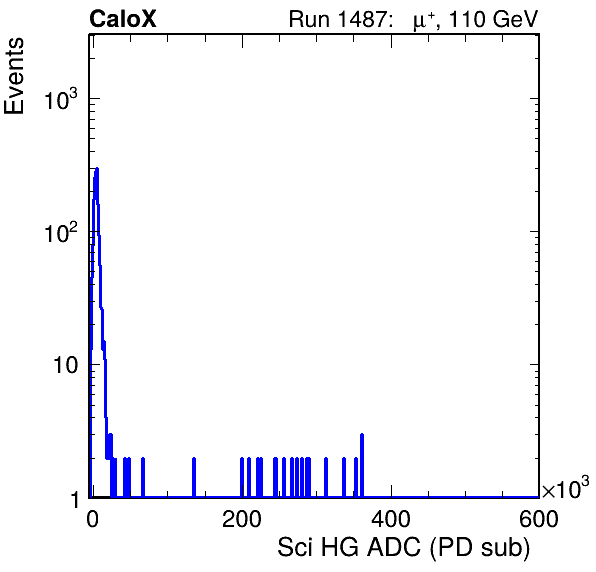 CaloX Run 1487: μ⁺, 110 GeV
Events
10³
10²
10
1
0 200 400 600
×10³
Sci HG ADC (PD sub)